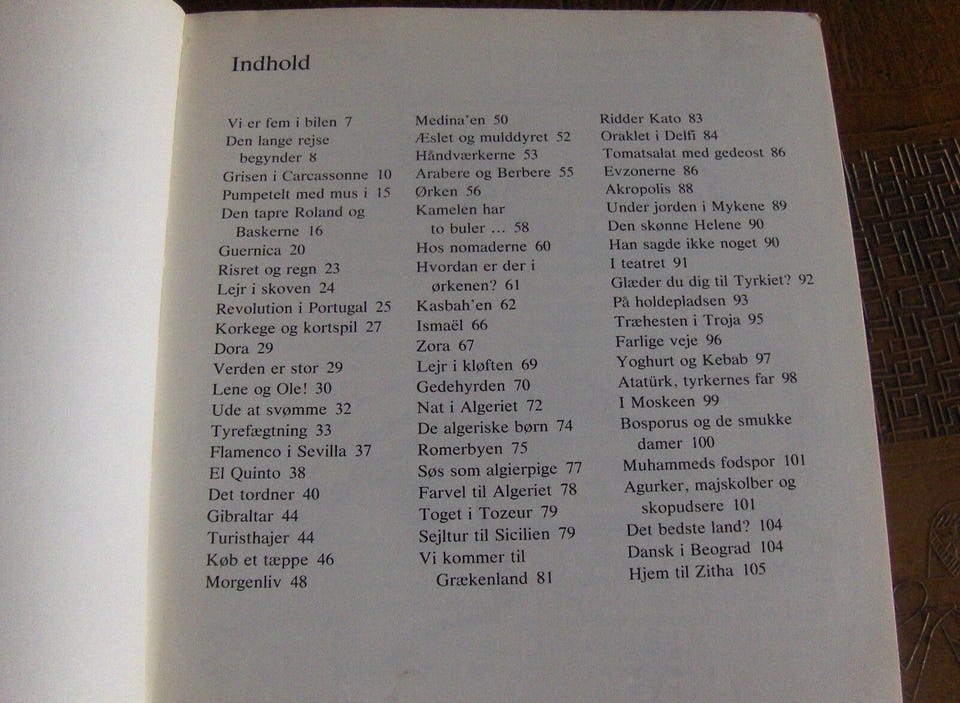 Indhold
Vi er fem i bilen 7
Den lange rejse
begynder 8
Grisen i Carcassonne 10
Pumpetelt med mus i 15
Den tapre Roland og
Baskerne 16
Guernica 20
Risret og regn 23
Lejr i skoven 24
Revolution i Portugal 25
Korkege og kortspil 27
Dora 29
Verden er stor 29
Lene og Ole! 30
Ude at svømme 32
Tyrefægtning 33
Flamenco i Sevilla 37
El Quinto 38
Det tordner 40
Gibraltar 44
Turisthajer 44
Køb et tæppe 46
Morgenliv 48
Medina'en 50
Æslet og mulddyret 52
Håndværkerne 53
Arabere og Berbere 55
Ørken 56
Kamelen har
to buler ... 58
Hos nomaderne 60
Hvordan er der i
ørkenen? 61
Kasbah'en 62
Ismaël 66
Zora 67
Lejr i kløften 69
Gedehyrden 70
Nat i Algeriet 72
De algeriske børn 74
Romerbyen 75
Søs som algierpige 77
Farvel til Algeriet 78
Toget i Tozeur 79
Sejltur til Sicilien 79
Vi kommer til
Grækenland 81
Ridder Kato 83
Oraklet i Delfi 84
Tomatsalat med gedeost 86
Evzonerne 86
Akropolis 88
Under jorden i Mykene 89
Den skønne Helene 90
Han sagde ikke noget 90
I teatret 91
Glæder du dig til Tyrkiet? 92
På holdepladsen 93
Træhesten i Troja 95
Farlige veje 96
Yoghurt og Kebab 97
Atatürk, tyrkernes far 98
I Moskeen 99
Bosporus og de smukke
damer 100
Muhammeds fodspor 101
Agurker, majskolber og
skopudsere 101
Det bedste land? 104
Dansk i Beograd 104
Hjem til Zitha 105